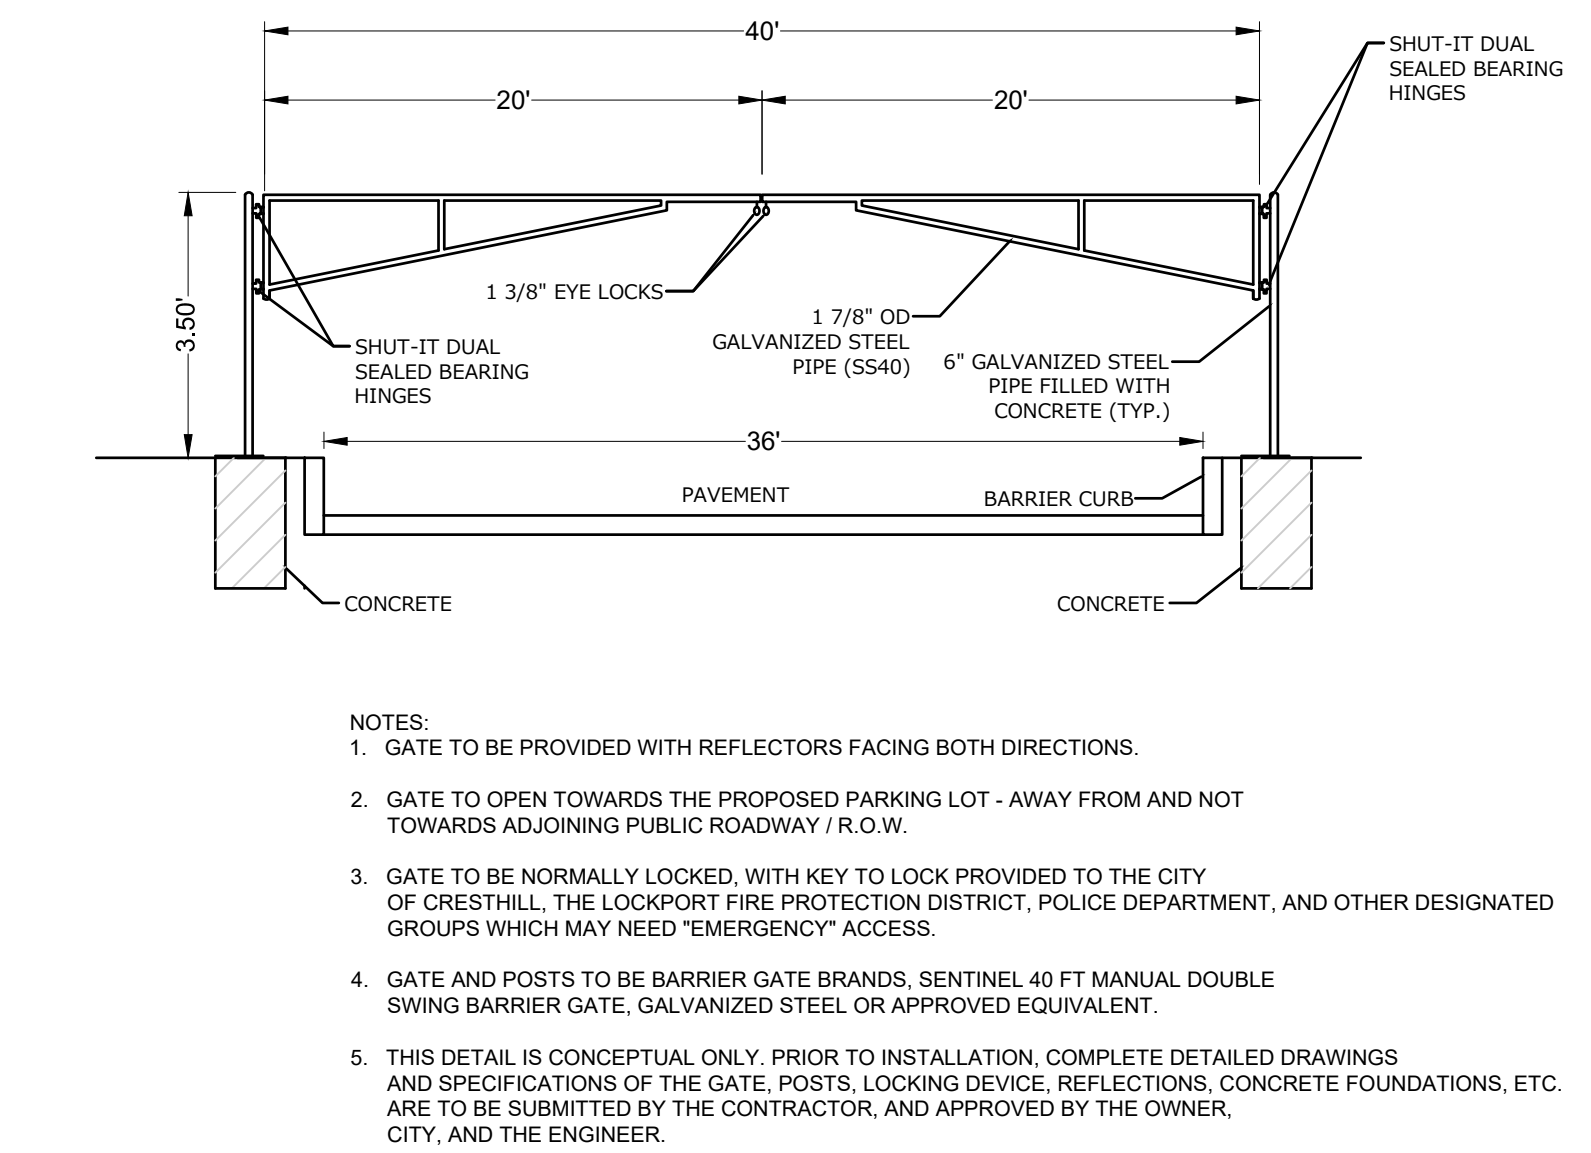 40'
20'
20'
SHUT-IT DUAL
SEALED BEARING
HINGES
3.50'
1 3/8" EYE LOCKS
1 7/8" OD
GALVANIZED STEEL
PIPE (SS40)
SHUT-IT DUAL
SEALED BEARING
HINGES
6" GALVANIZED STEEL
PIPE FILLED WITH
CONCRETE (TYP.)
36'
PAVEMENT
BARRIER CURB
CONCRETE
CONCRETE
NOTES:
1. GATE TO BE PROVIDED WITH REFLECTORS FACING BOTH DIRECTIONS.
2. GATE TO OPEN TOWARDS THE PROPOSED PARKING LOT - AWAY FROM AND NOT
TOWARDS ADJOINING PUBLIC ROADWAY / R.O.W.
3. GATE TO BE NORMALLY LOCKED, WITH KEY TO LOCK PROVIDED TO THE CITY
OF CRESTHILL, THE LOCKPORT FIRE PROTECTION DISTRICT, POLICE DEPARTMENT, AND OTHER DESIGNATED
GROUPS WHICH MAY NEED "EMERGENCY" ACCESS.
4. GATE AND POSTS TO BE BARRIER GATE BRANDS, SENTINEL 40 FT MANUAL DOUBLE
SWING BARRIER GATE, GALVANIZED STEEL OR APPROVED EQUIVALENT.
5. THIS DETAIL IS CONCEPTUAL ONLY. PRIOR TO INSTALLATION, COMPLETE DETAILED DRAWINGS
AND SPECIFICATIONS OF THE GATE, POSTS, LOCKING DEVICE, REFLECTIONS, CONCRETE FOUNDATIONS, ETC.
ARE TO BE SUBMITTED BY THE CONTRACTOR, AND APPROVED BY THE OWNER,
CITY, AND THE ENGINEER.